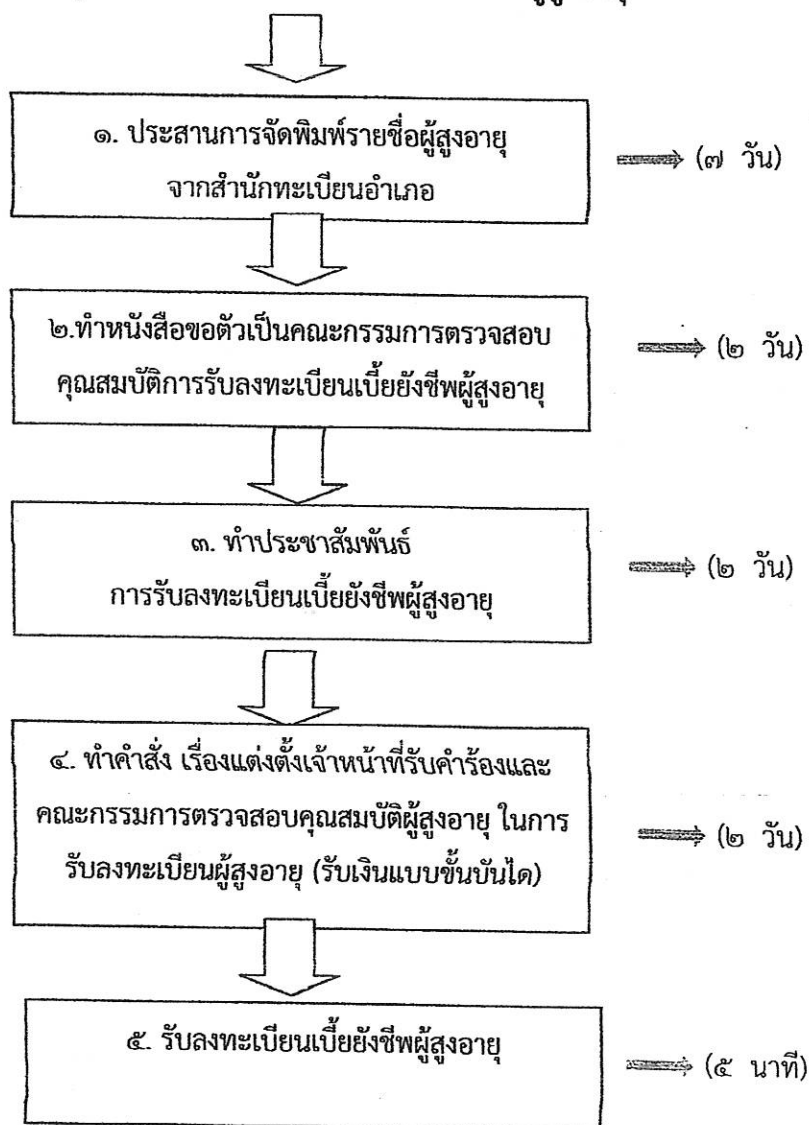 ๑. ประสานการจัดพิมพ์รายชื่อผู้สูงอายุ
จากสำนักทะเบียนอำเภอ
(๗ วัน)
๒.ทำหนังสือขอตัวเป็นคณะกรรมการตรวจสอบ
คุณสมบัติการรับลงทะเบียนเบี้ยยังชีพผู้สูงอายุ
(๒ วัน)
๓. ทำประชาสัมพันธ์
การรับลงทะเบียนเบี้ยยังชีพผู้สูงอายุ
(๒ วัน)
๔. ทำคำสั่ง เรื่องแต่งตั้งเจ้าหน้าที่รับคำร้องและ
คณะกรรมการตรวจสอบคุณสมบัติผู้สูงอายุ ในการ
รับลงทะเบียนผู้สูงอายุ (รับเงินแบบขั้นบันได)
(๒ วัน)
๕. รับลงทะเบียนเบี้ยยังชีพผู้สูงอายุ
(๕ นาที)